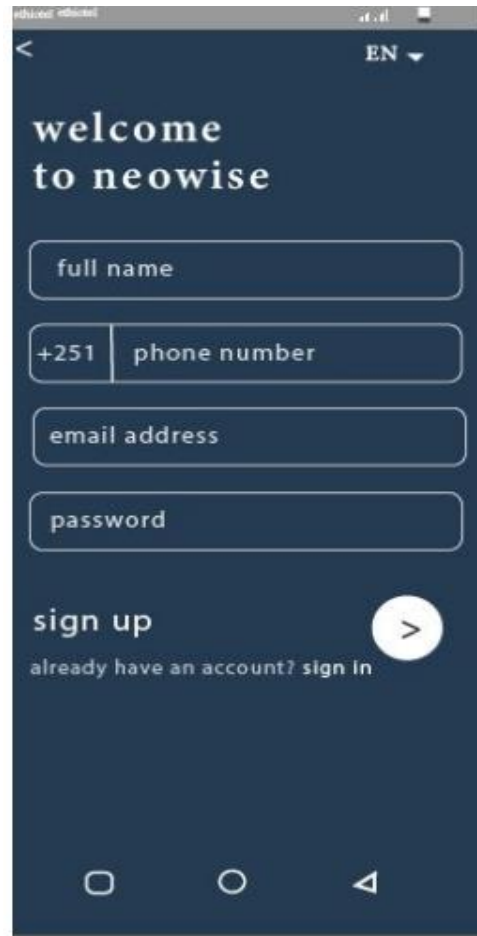 <
EN
welcome
to neowise
full name
+251 phone number
email address
password
sign up
>
already have an account? sign in